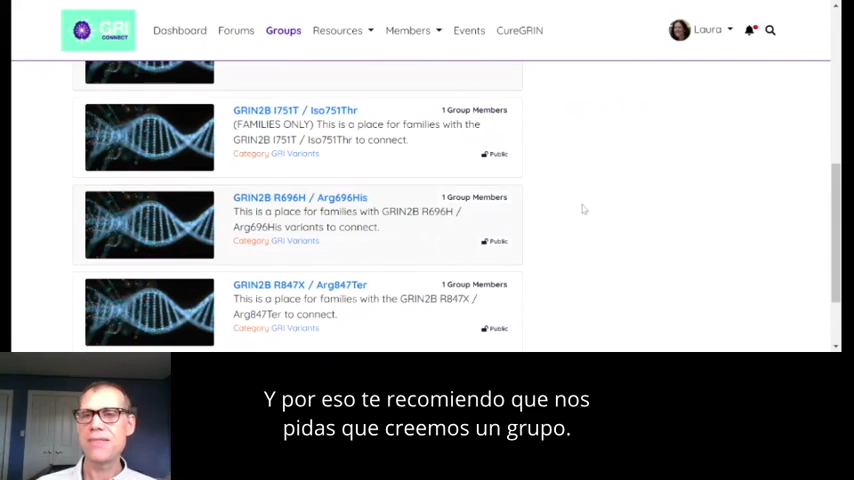 GRI
CONNECT
Dashboard Forums Groups Resources Members Events CureGRIN Laura
GRIN2B I751T / Iso751Thr 1 Group Members
(FAMILIES ONLY) This is a place for families with the
GRIN2B I751T / Iso751Thr to connect.
Category GRI Variants Public
GRIN2B R696H / Arg696His 1 Group Members
This is a place for families with GRIN2B R696H /
Arg696His variants to connect.
Category GRI Variants Public
GRIN2B R847X / Arg847Ter 1 Group Members
This is a place for families with the GRIN2B R847X /
Arg847Ter to connect.
Category GRI Variants Public
Y por eso te recomiendo que nos
pidas que creemos un grupo.